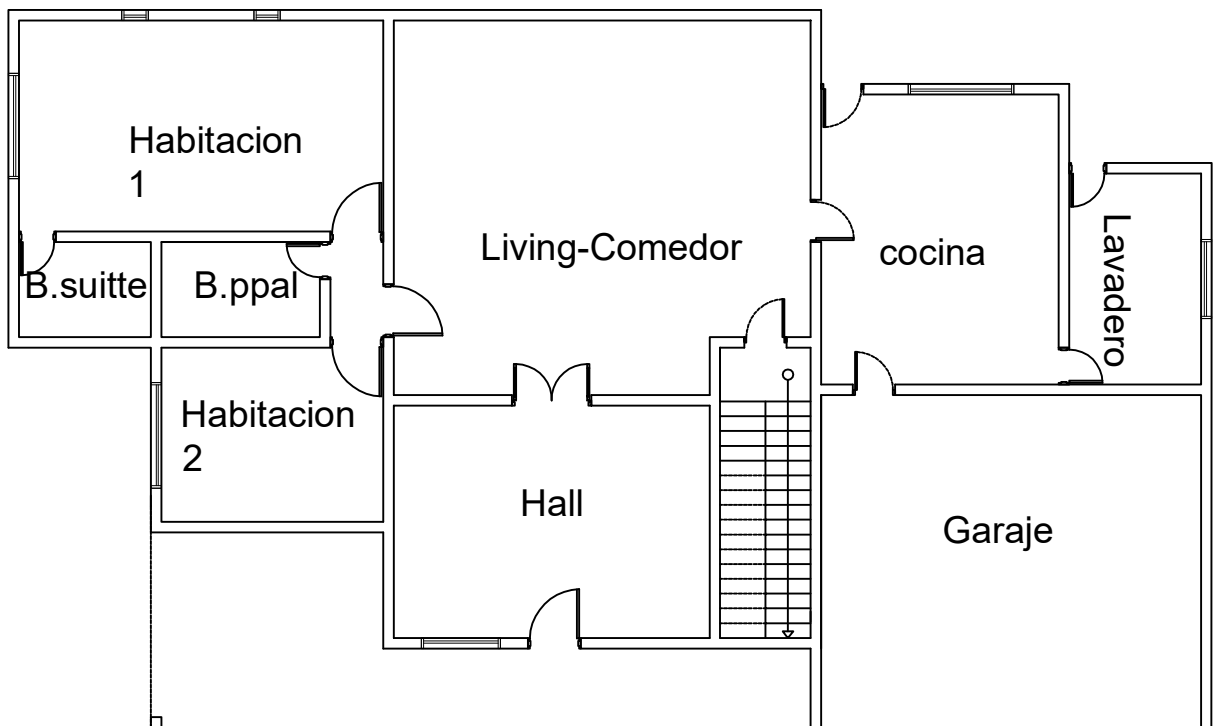 Habitacion
1
Living-Comedor
cocina
Lavadero
B.suitte
B.ppal
Habitacion
2
Hall
Garaje